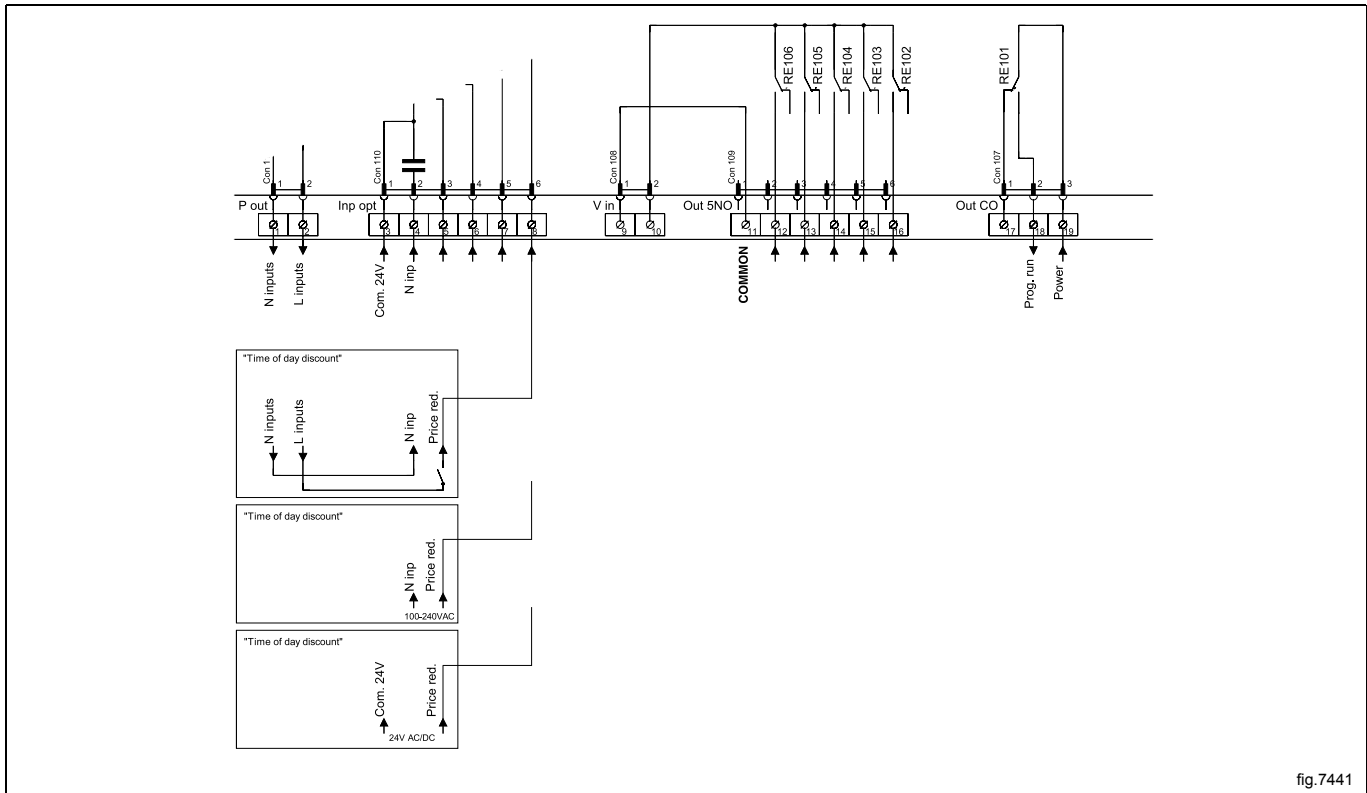 RE106
RE105
RE104
RE103
RE102
RE101
Con 1
1
2
Con 110
1
2
3
4
5
6
Con 108
1
2
Con 109
1
2
3
4
5
6
Con 107
1
2
3
P out
Inp opt
V in
Out 5NO
Out CO
1
2
3
4
5
6
7
8
9
10
11
12
13
14
15
16
17
18
19
N inputs
L inputs
Com. 24V
N inp
COMMON
Prog. run
Power
"Time of day discount"
N inputs
L inputs
N inp
Price red.
"Time of day discount"
N inp
Price red.
100-240VAC
"Time of day discount"
Com. 24V
Price red.
24V AC/DC
fig.7441